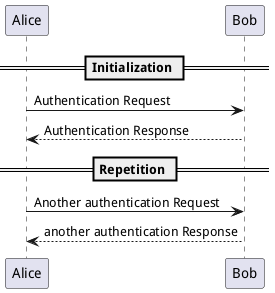 Alice Bob
Initialization
Authentication Request
Authentication Response
Repetition
Another authentication Request
another authentication Response
Alice Bob